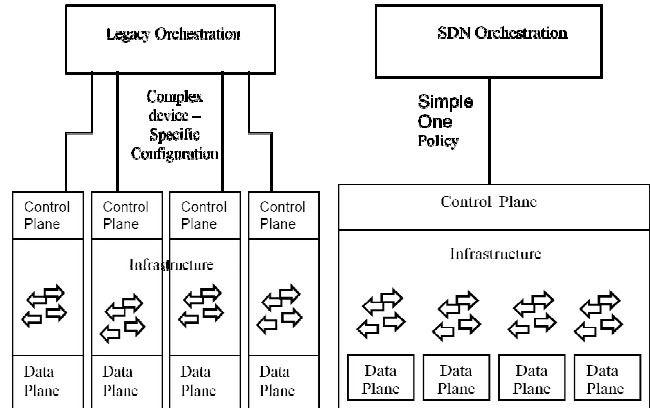 Legacy Orchestration
Complex
device –
Specific
Configuration
Control
Plane
Control
Plane
Control
Plane
Control
Plane
Infrastructure
Data
Plane
Data
Plane
Data
Plane
Data
Plane
SDN Orchestration
Simple
One
Policy
Control Plane
Infrastructure
Data
Plane
Data
Plane
Data
Plane
Data
Plane